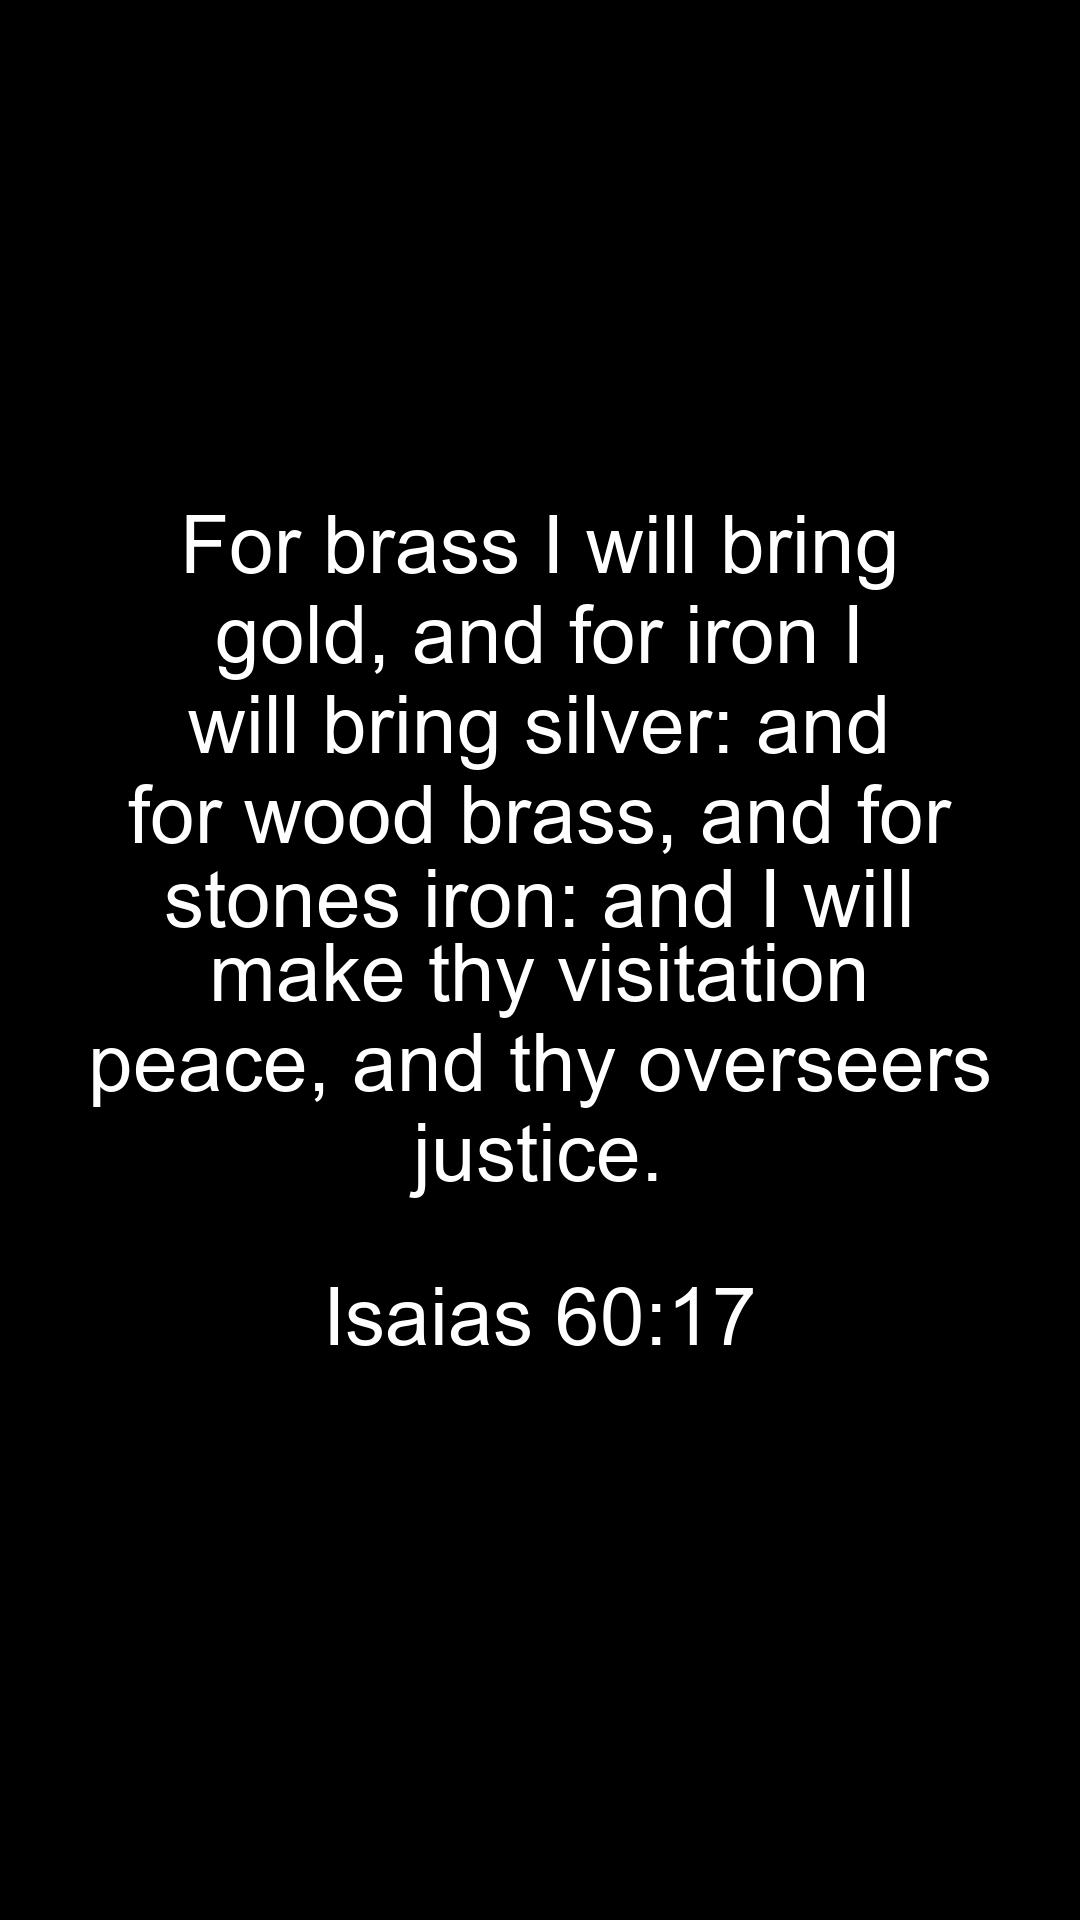 For brass I will bring
gold, and for iron I
will bring silver: and
for wood brass, and for
stones iron: and I will
make thy visitation
peace, and thy overseers
justice.
Isaias 60:17